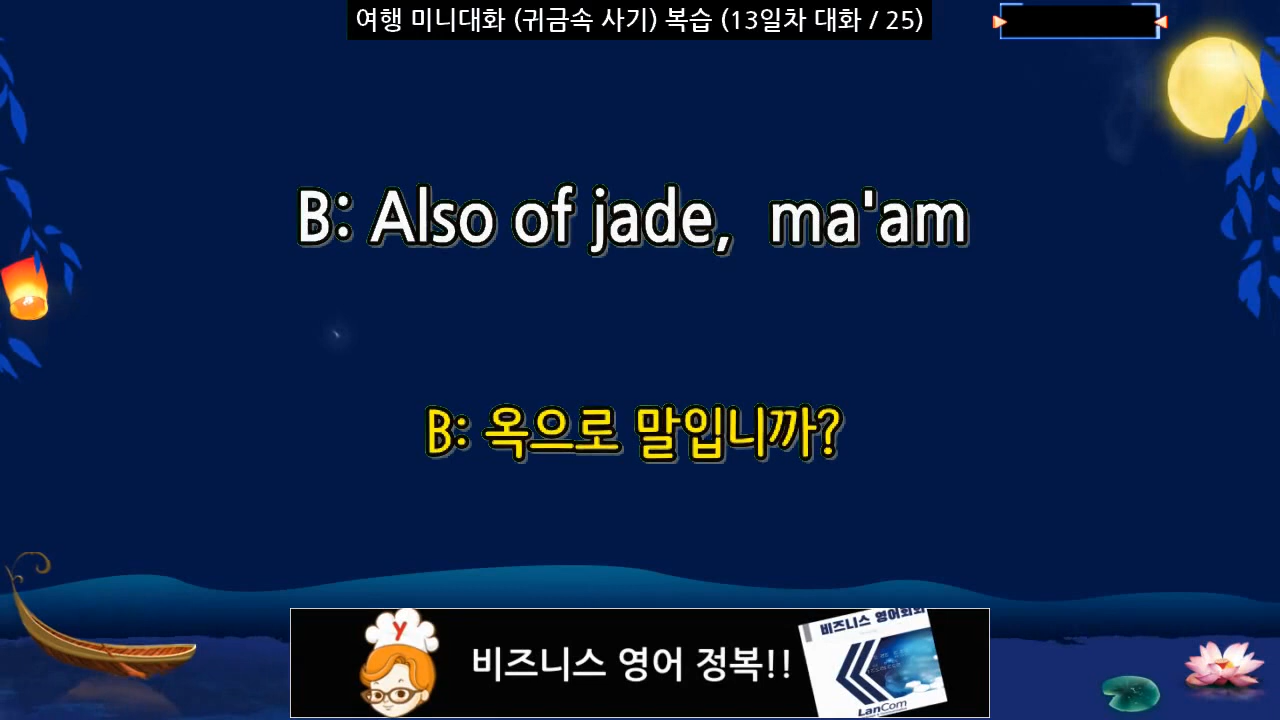 여행 미니대화 (귀금속 사기) 복습 (13일차 대화 / 25)
B: Also of jade, ma'am
B: 옥으로 말입니까?
Y
비즈니스 영어 정복!!
비즈니스 영어회화
LanCom